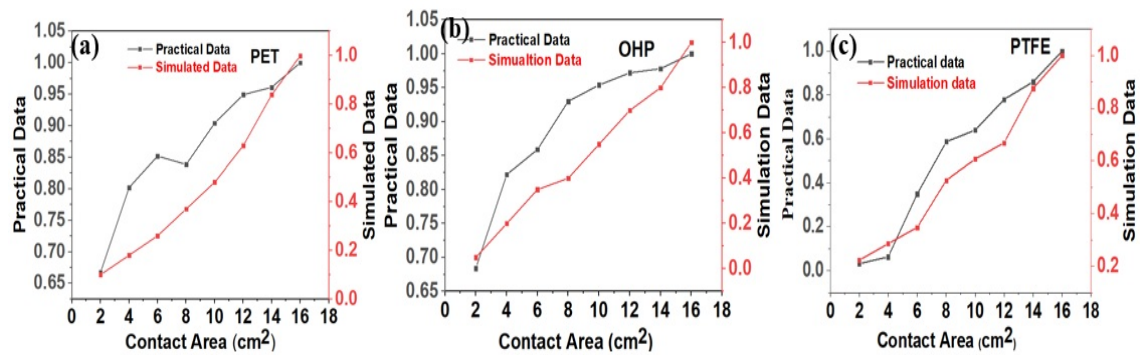 (a)
Practical Data
Simulated Data
PET
1.05
1.00
0.95
0.90
0.85
0.80
0.75
0.70
0.65
Practical Data
1.0
0.8
0.6
0.4
0.2
0.0
Simulated Data
0 2 4 6 8 10 12 14 16 18
Contact Area (cm2)
(b)
Practical Data
Simualtion Data
OHP
1.05
1.00
0.95
0.90
0.85
0.80
0.75
0.70
0.65
Practical Data
1.0
0.8
0.6
0.4
0.2
0.0
Simulation Data
0 2 4 6 8 10 12 14 16 18
Contact Area (cm2)
(c)
Practical data
Simulation data
PTFE
1.0
0.8
0.6
0.4
0.2
0.0
Practical Data
1.0
0.8
0.6
0.4
0.2
Simulation Data
0 2 4 6 8 10 12 14 16 18
Contact Area (cm2)